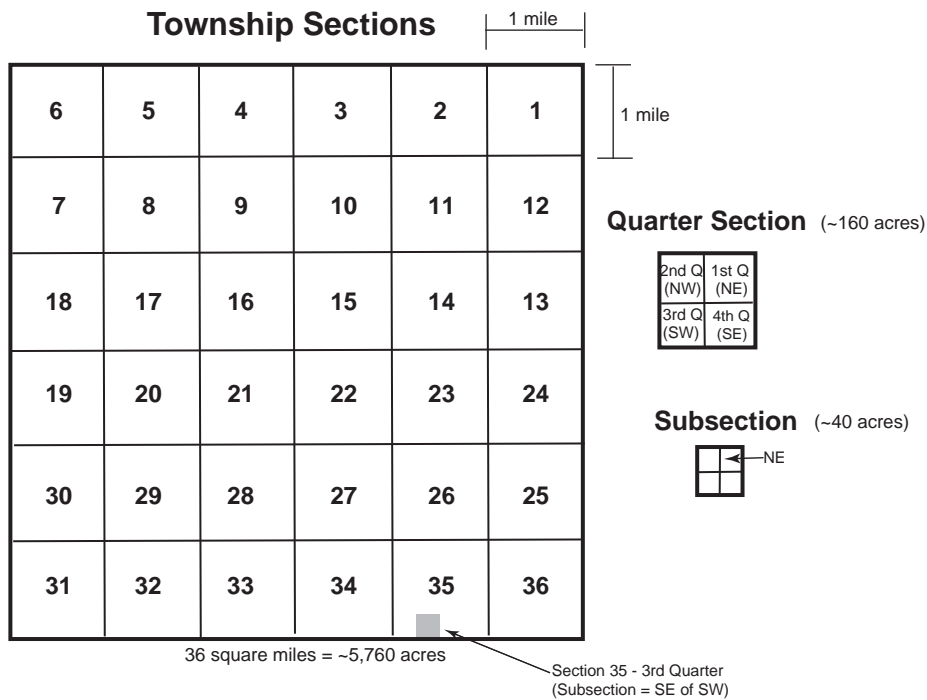 Township Sections
1 mile
6 5 4 3 2 1
1 mile
7 8 9 10 11 12
Quarter Section (~160 acres)
2nd Q 1st Q
(NW) (NE)
3rd Q 4th Q
(SW) (SE)
18 17 16 15 14 13
19 20 21 22 23 24
Subsection (~40 acres)
NE
30 29 28 27 26 25
31 32 33 34 35 36
36 square miles = ~5,760 acres
Section 35 - 3rd Quarter
(Subsection = SE of SW)